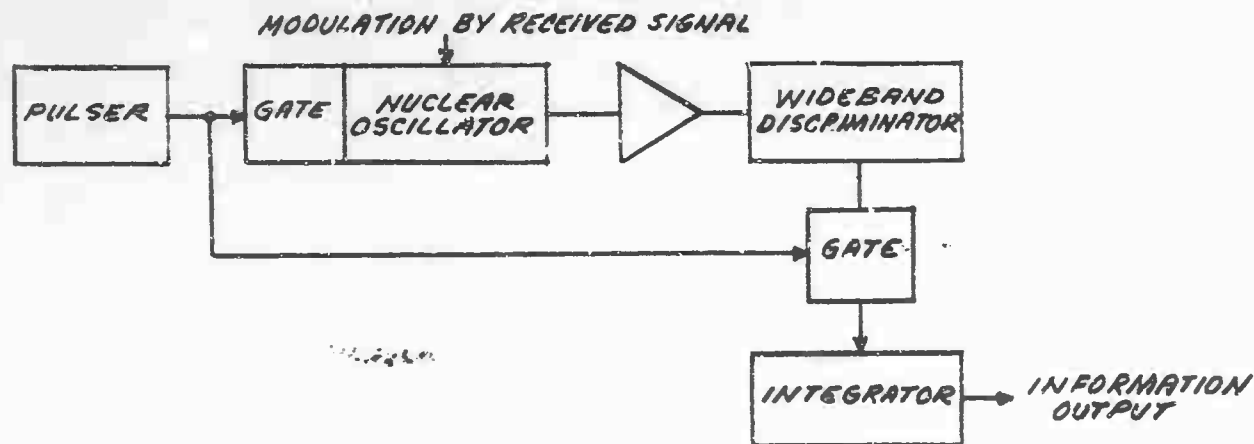 MODULATION BY RECEIVED SIGNAL
PULSER
GATE
NUCLEAR
OSCILLATOR
WIDEBAND
DISCRIMINATOR
GATE
INTEGRATOR
INFORMATION
OUTPUT